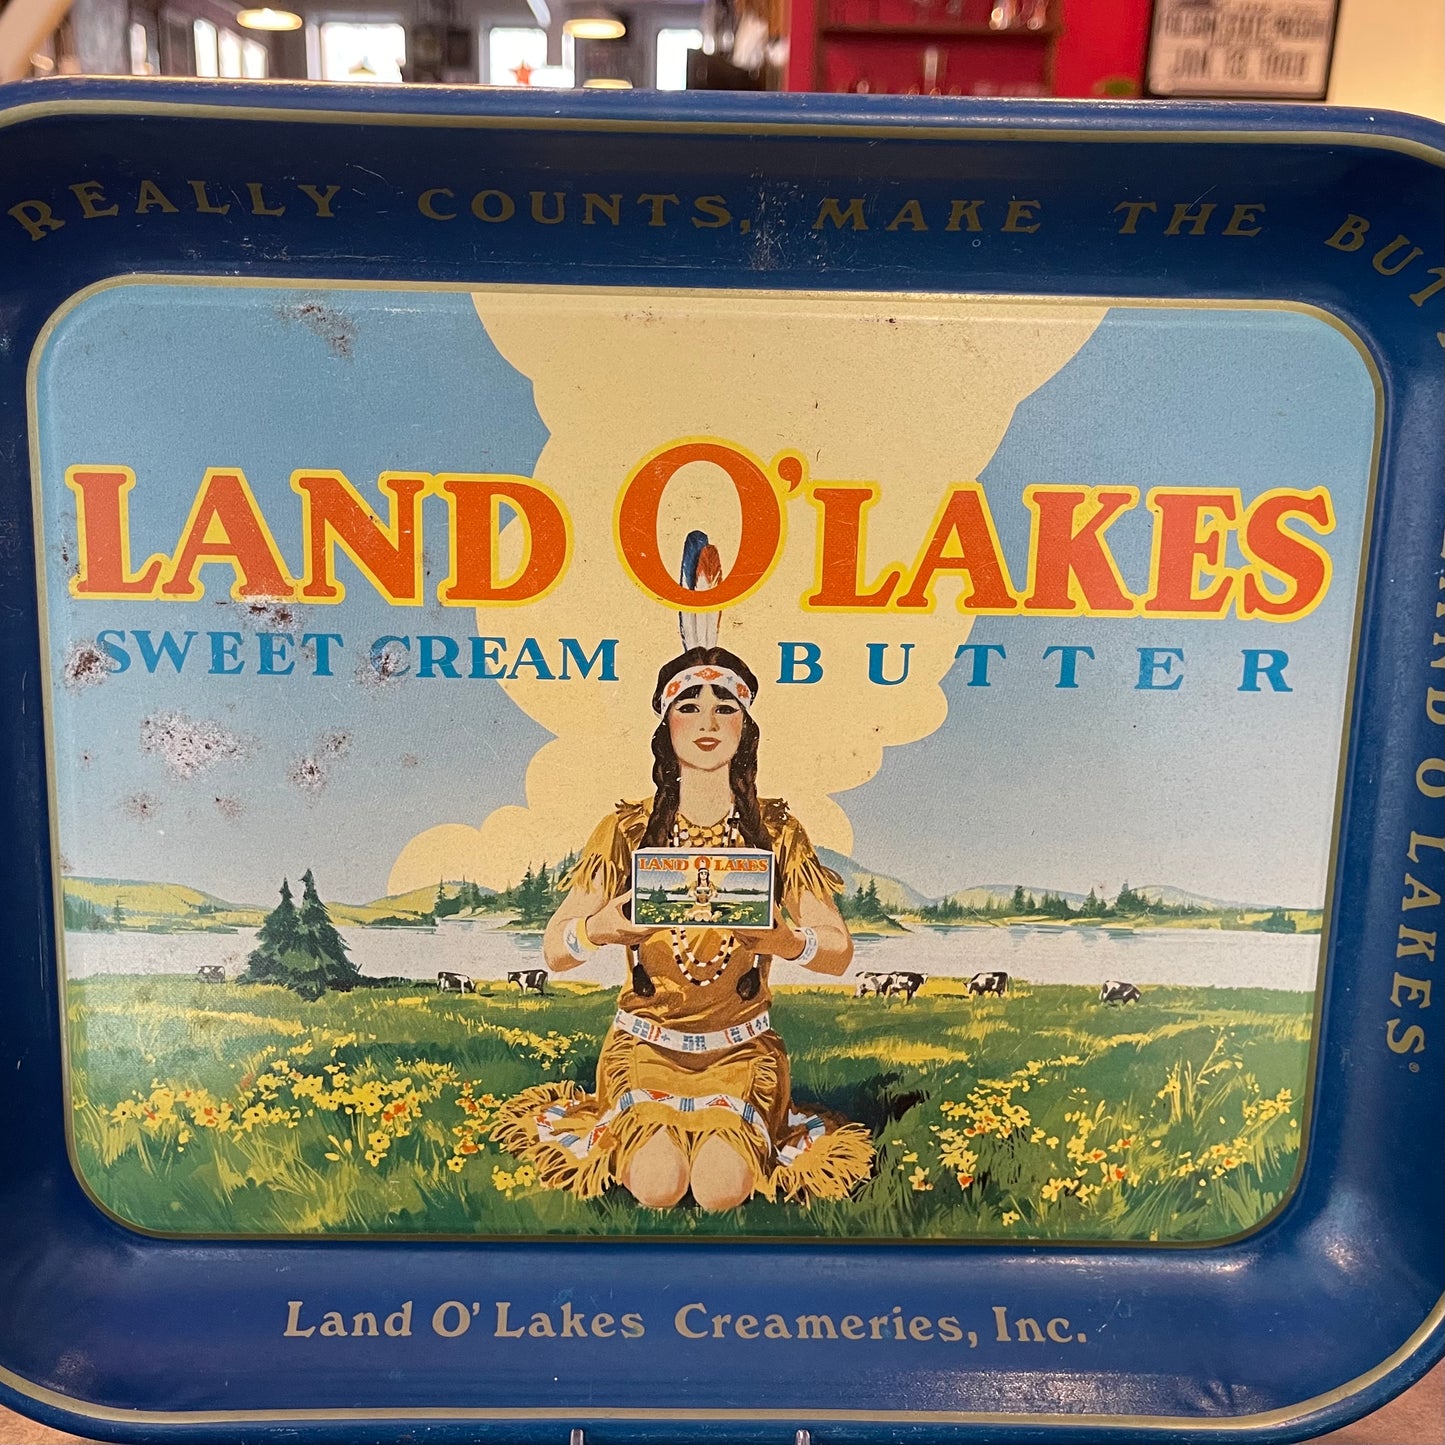 REALLY COUNTS, MAKE THE
LAND O'LAKES
SWEET CREAM BUTTER
LAND O'LAKES
LAND O LAKES®
Land O'Lakes Creameries, Inc.